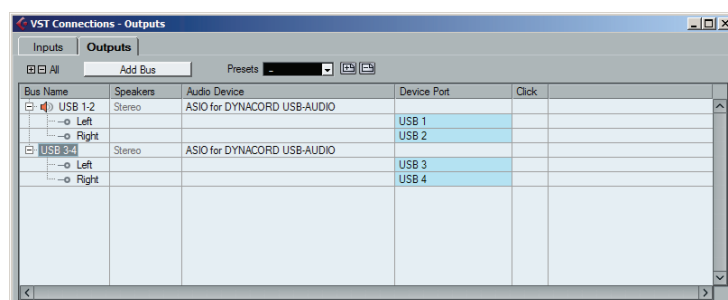 VST Connections - Outputs
Inputs Outputs
All Add Bus Presets -
Bus Name Speakers Audio Device Device Port Click
USB 1-2 Stereo ASIO for DYNACORD USB-AUDIO
Left USB 1
Right USB 2
USB 3-4 Stereo ASIO for DYNACORD USB-AUDIO
Left USB 3
Right USB 4